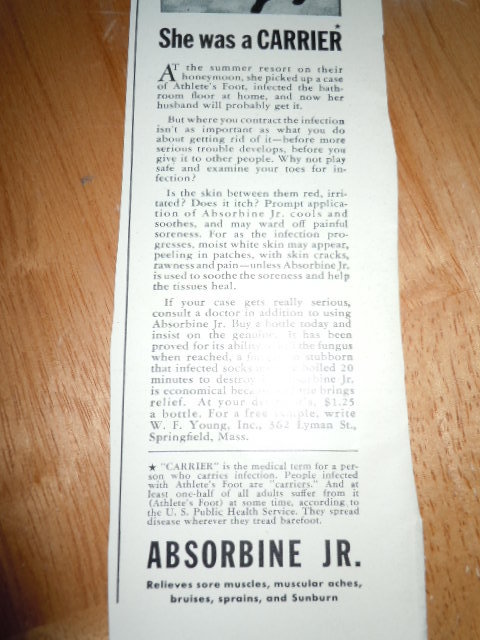 She was a CARRIER★
AT the summer resort on their
honeymoon, she picked up a case
of Athlete's Foot, infected the bath-
room floor at home, and now her
husband will probably get it.
But where you contract the infection
isn't as important as what you do
about getting rid of it—before more
serious trouble develops, before you
give it to other people. Why not play
safe and examine your toes for in-
fection?
Is the skin between them red, irri-
tated? Does it itch? Prompt applica-
tion of Absorbine Jr. cools and
soothes, and may ward off painful
soreness. For as the infection pro-
gresses, moist white skin may appear,
peeling in patches, with skin cracks,
rawness and pain—unless Absorbine Jr.
is used to soothe the soreness and help
the tissues heal.
If your case gets really serious,
consult a doctor in addition to using
Absorbine Jr. Buy a bottle today and
insist on the genuine. It has been
proved for its ability the fungus
when reached, a stubborn
that infected socks boiled 20
minutes to destroy Absorbine Jr.
is economical brings
relief. At your $1.25
a bottle. For a free sample, write
W. F. Young, Inc., 362 Lyman St.,
Springfield, Mass.
★ "CARRIER" is the medical term for a per-
son who carries infection. People infected
with Athlete's Foot are "carriers." And at
least one-half of all adults suffer from it
(Athlete's Foot) at some time, according to
the U. S. Public Health Service. They spread
disease wherever they tread barefoot.
ABSORBINE JR.
Relieves sore muscles, muscular aches,
bruises, sprains, and Sunburn